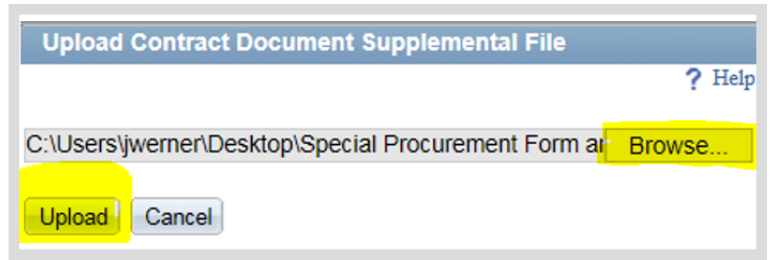 Upload Contract Document Supplemental File
? Help
C:\Users\jwerner\Desktop\Special Procurement Form ar Browse...
Upload Cancel